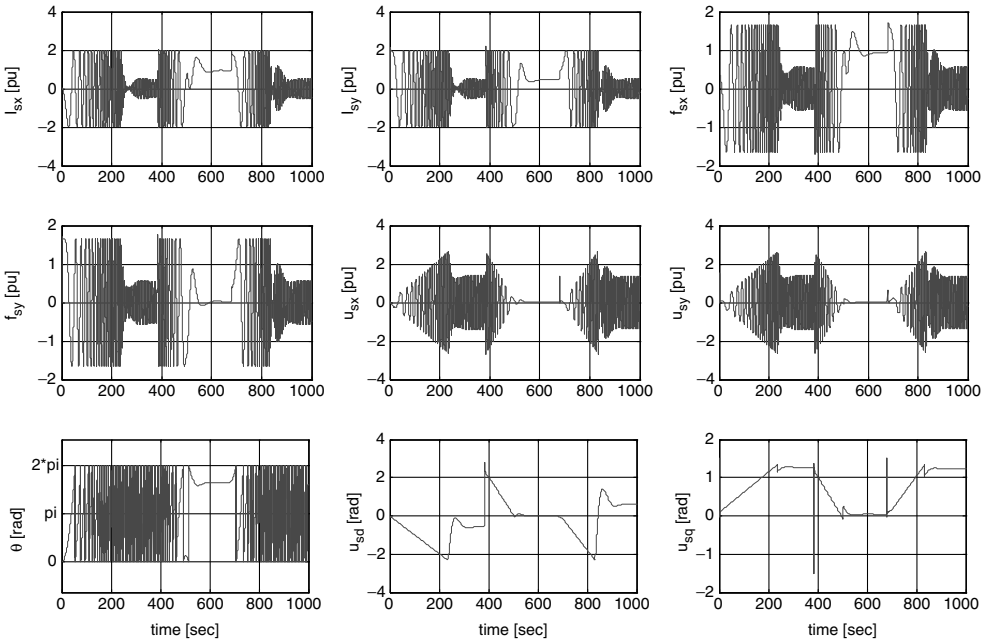 I_sx [pu]
4
2
0
−2
−4
0 200 400 600 800 1000
I_sy [pu]
4
2
0
−2
−4
0 200 400 600 800 1000
f_sx [pu]
2
1
0
−1
−2
0 200 400 600 800 1000
f_sy [pu]
2
1
0
−1
−2
0 200 400 600 800 1000
u_sx [pu]
4
2
0
−2
−4
0 200 400 600 800 1000
u_sy [pu]
4
2
0
−2
−4
0 200 400 600 800 1000
θ [rad]
2*pi
pi
0
0 200 400 600 800 1000
time [sec]
u_sd [rad]
4
2
0
−2
−4
0 200 400 600 800 1000
time [sec]
u_sq [rad]
2
1
0
−1
−2
0 200 400 600 800 1000
time [sec]